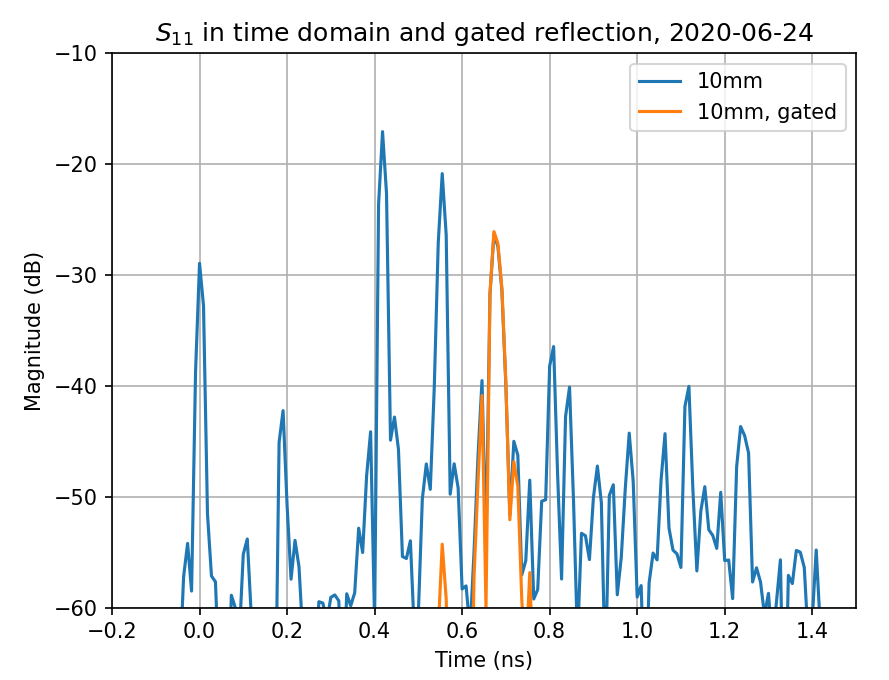 S₁₁ in time domain and gated reflection, 2020-06-24
10mm
10mm, gated
Magnitude (dB)
−10
−20
−30
−40
−50
−60
−0.2 0.0 0.2 0.4 0.6 0.8 1.0 1.2 1.4
Time (ns)